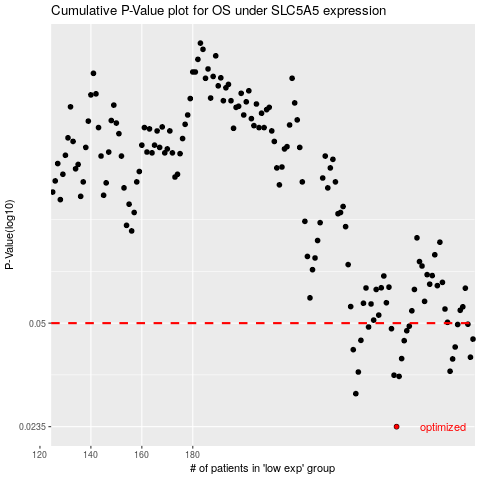 Cumulative P-Value plot for OS under SLC5A5 expression
P-Value(log10)
0.05
0.0235
optimized
120 140 160 180
# of patients in 'low exp' group